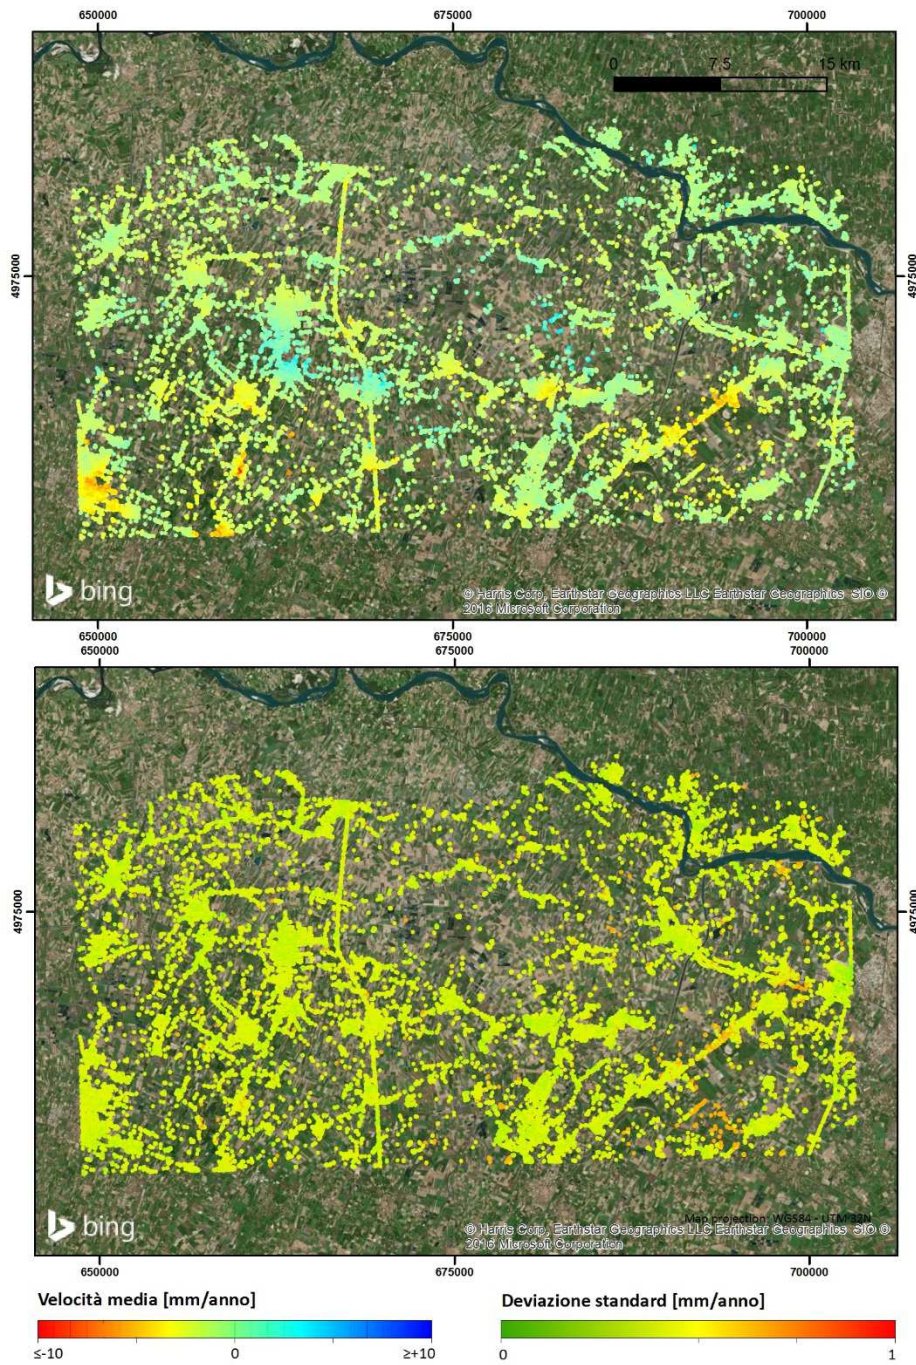 650000
675000
700000
0
7.5
15 km
4975000
4975000
bing
© Harris Corp, Earthstar Geographics LLC Earthstar Geographics SIO ©
2016 Microsoft Corporation
650000
675000
700000
650000
675000
700000
4975000
4975000
bing
Map projection: WGS84 - UTM
© Harris Corp, Earthstar Geographics LLC Earthstar Geographics SIO ©
2016 Microsoft Corporation
650000
675000
700000
Velocità media [mm/anno]
≤-10
0
≥+10
Deviazione standard [mm/anno]
0
1